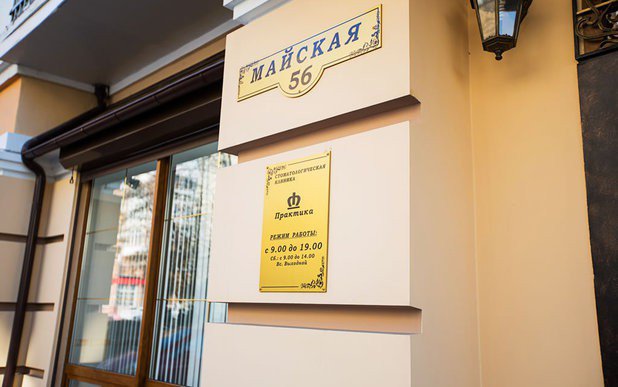 МАЙСКАЯ
56
СТОМАТОЛОГИЧЕСКАЯ
КЛИНИКА
Практика
РЕЖИМ РАБОТЫ:
с 9.00 до 19.00
Сб.: с 9.00 до 14.00
Вс. Выходной